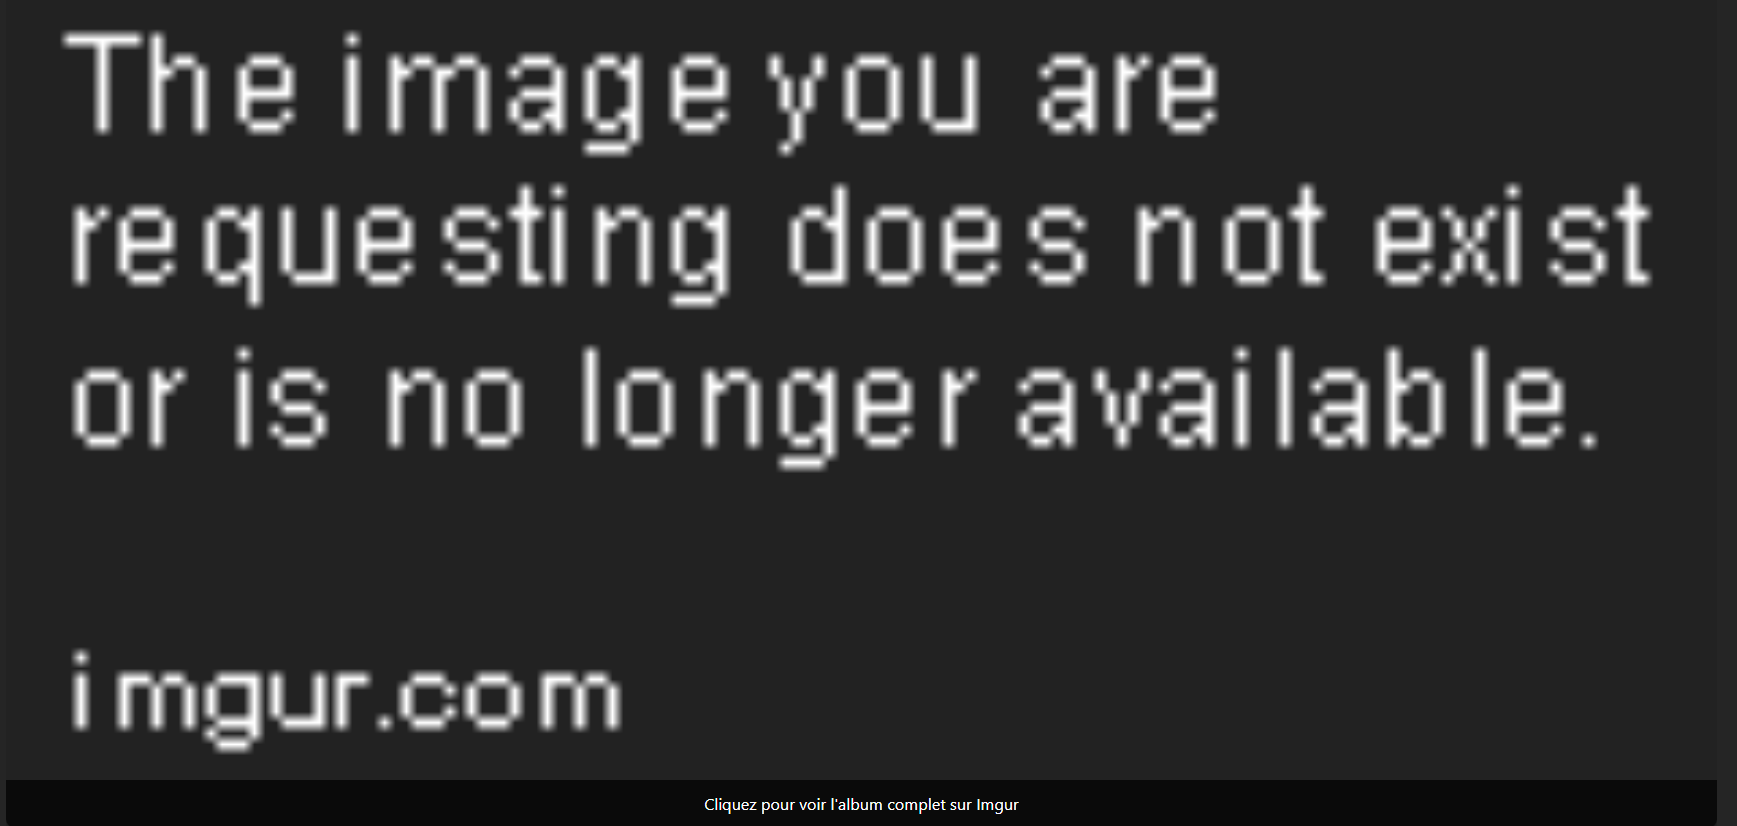 The image you are
requesting does not exist
or is no longer available.
imgur.com
Cliquez pour voir l'album complet sur Imgur